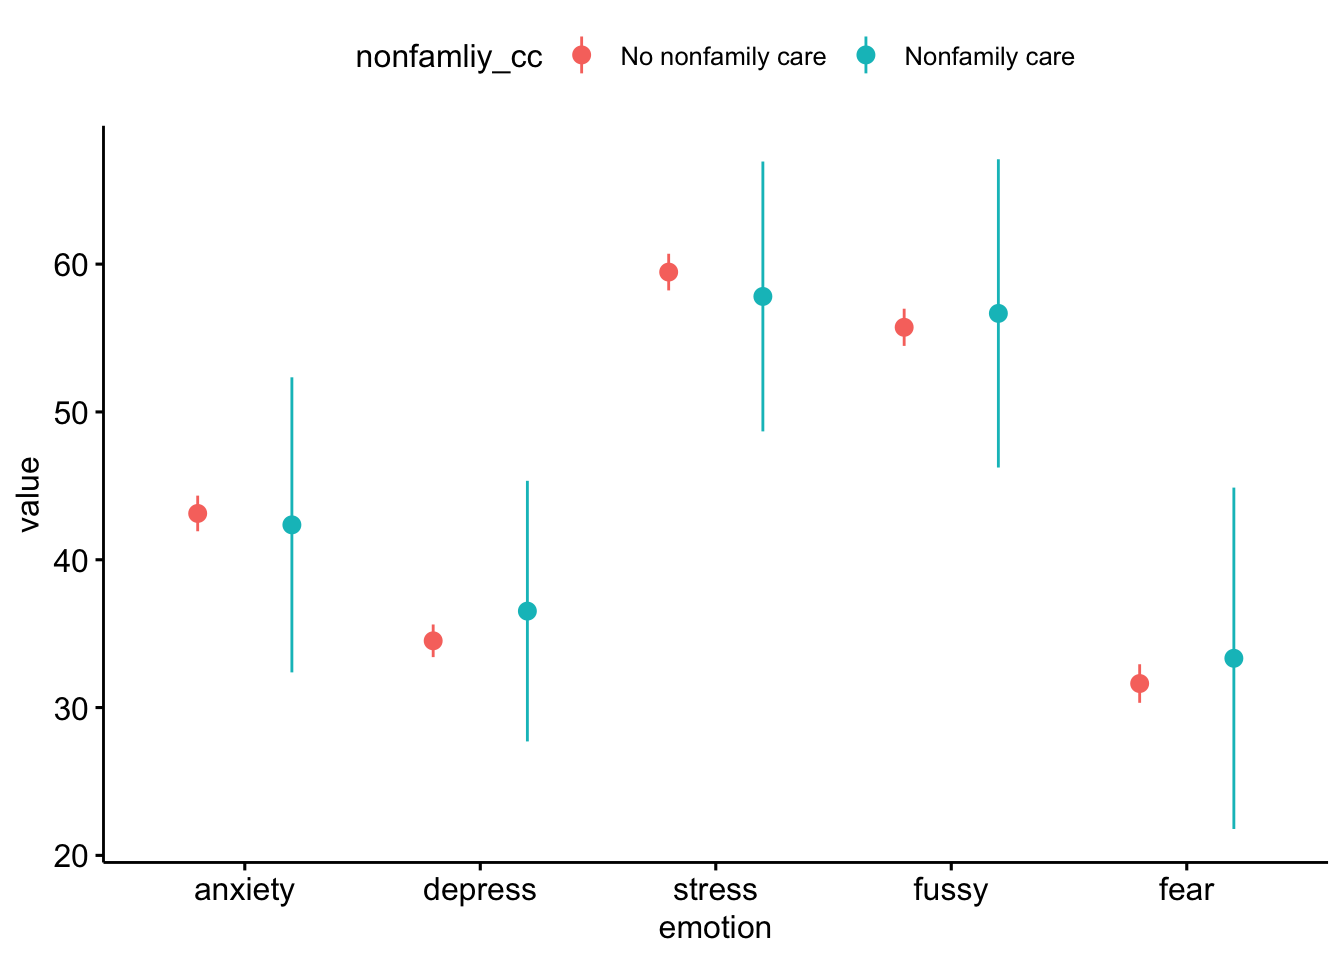 nonfamliy_cc No nonfamily care Nonfamily care
value
60
50
40
30
20
anxiety depress stress fussy fear
emotion